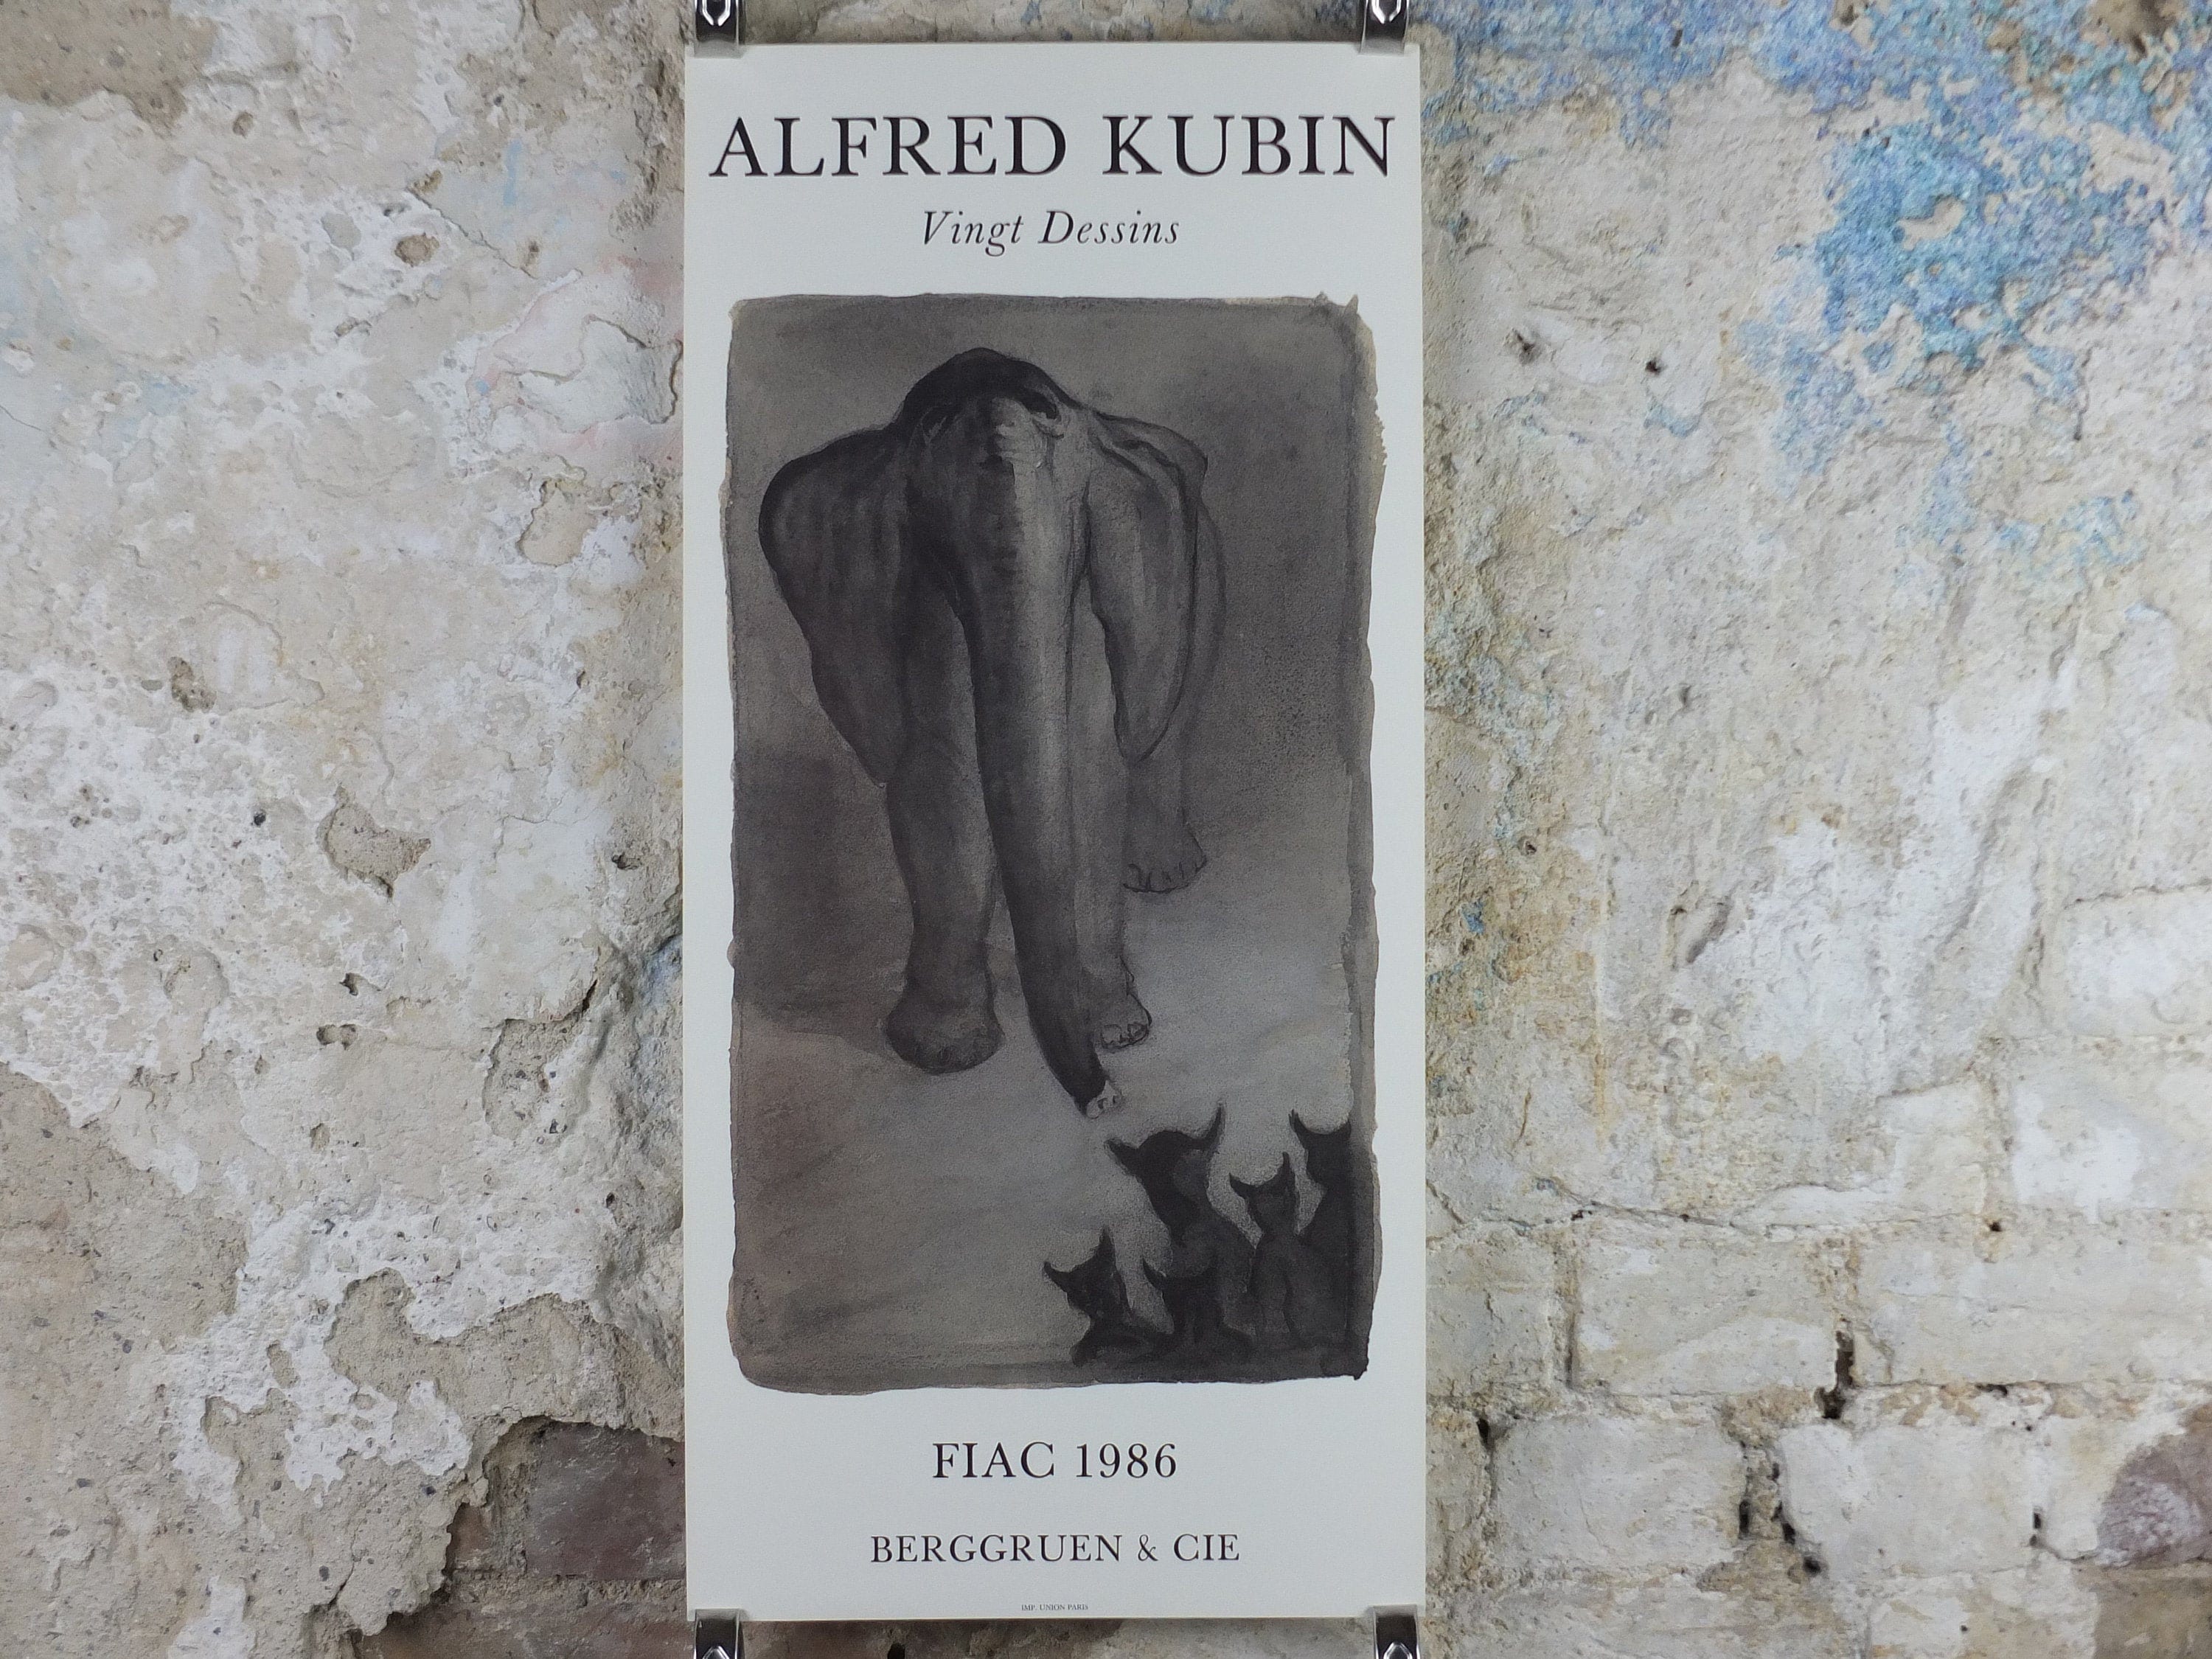 ALFRED KUBIN
Vingt Dessins
FIAC 1986
BERGGRUEN & CIE
IMP. UNION PARIS